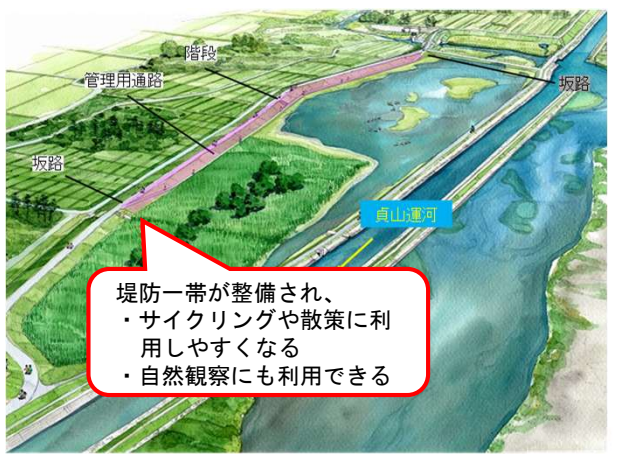 階段
管理用通路
坂路
坂路
貞山運河
堤防一帯が整備され、
・サイクリングや散策に利
用しやすくなる
・自然観察にも利用できる